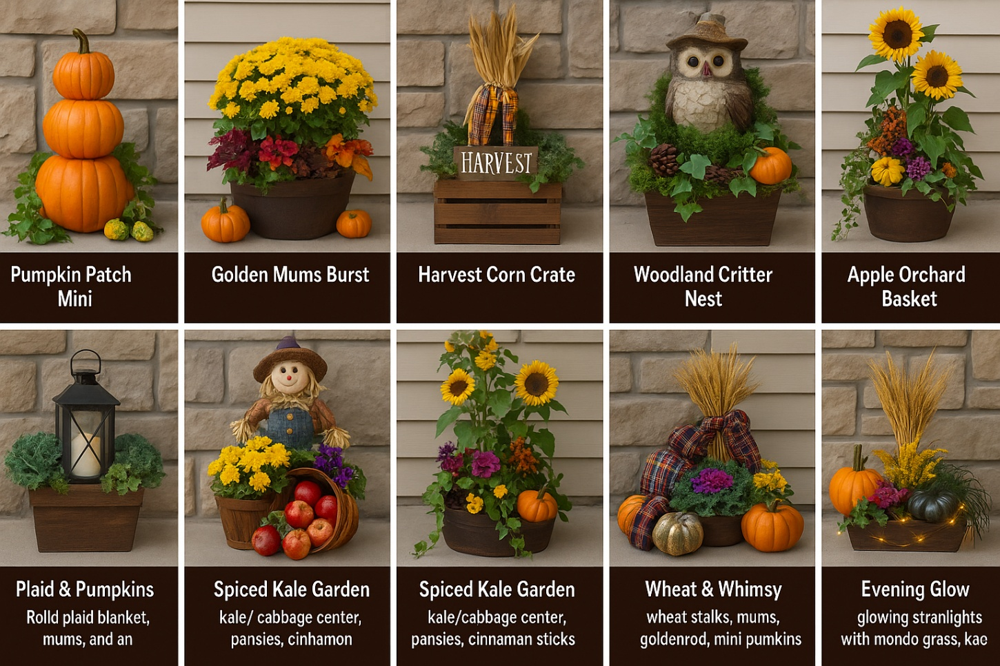 HARVEST
Pumpkin Patch
Mini
Golden Mums Burst
Harvest Corn Crate
Woodland Critter
Nest
Apple Orchard
Basket
Plaid & Pumpkins
Rolld plaid blanket,
mums, and an
Spiced Kale Garden
kale/ cabbage center,
pansies, cinhamon
Spiced Kale Garden
kale/cabbage center,
pansies, cinnaman sticks
Wheat & Whimsy
wheat stalks, mums,
goldenrod, mini pumkins
Evening Glow
glowing stranlights
with mondo grass, kae